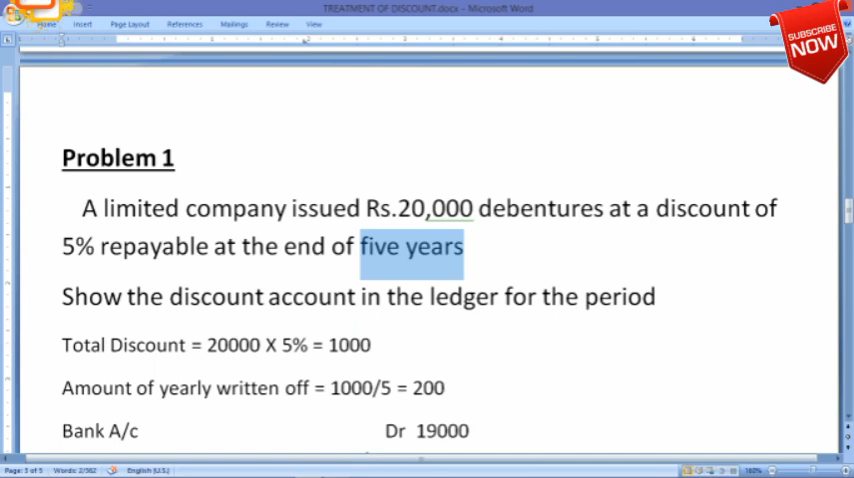 TREATMENT OF DISCOUNT.docx - Microsoft Word
Home Insert Page Layout References Mailings Review View
SUBSCRIBE
NOW
Problem 1
A limited company issued Rs.20,000 debentures at a discount of
5% repayable at the end of five years
Show the discount account in the ledger for the period
Total Discount = 20000 X 5% = 1000
Amount of yearly written off = 1000/5 = 200
Bank A/c Dr 19000
Page: 5 of 5 Words: 2/362 English (U.S.) 160%